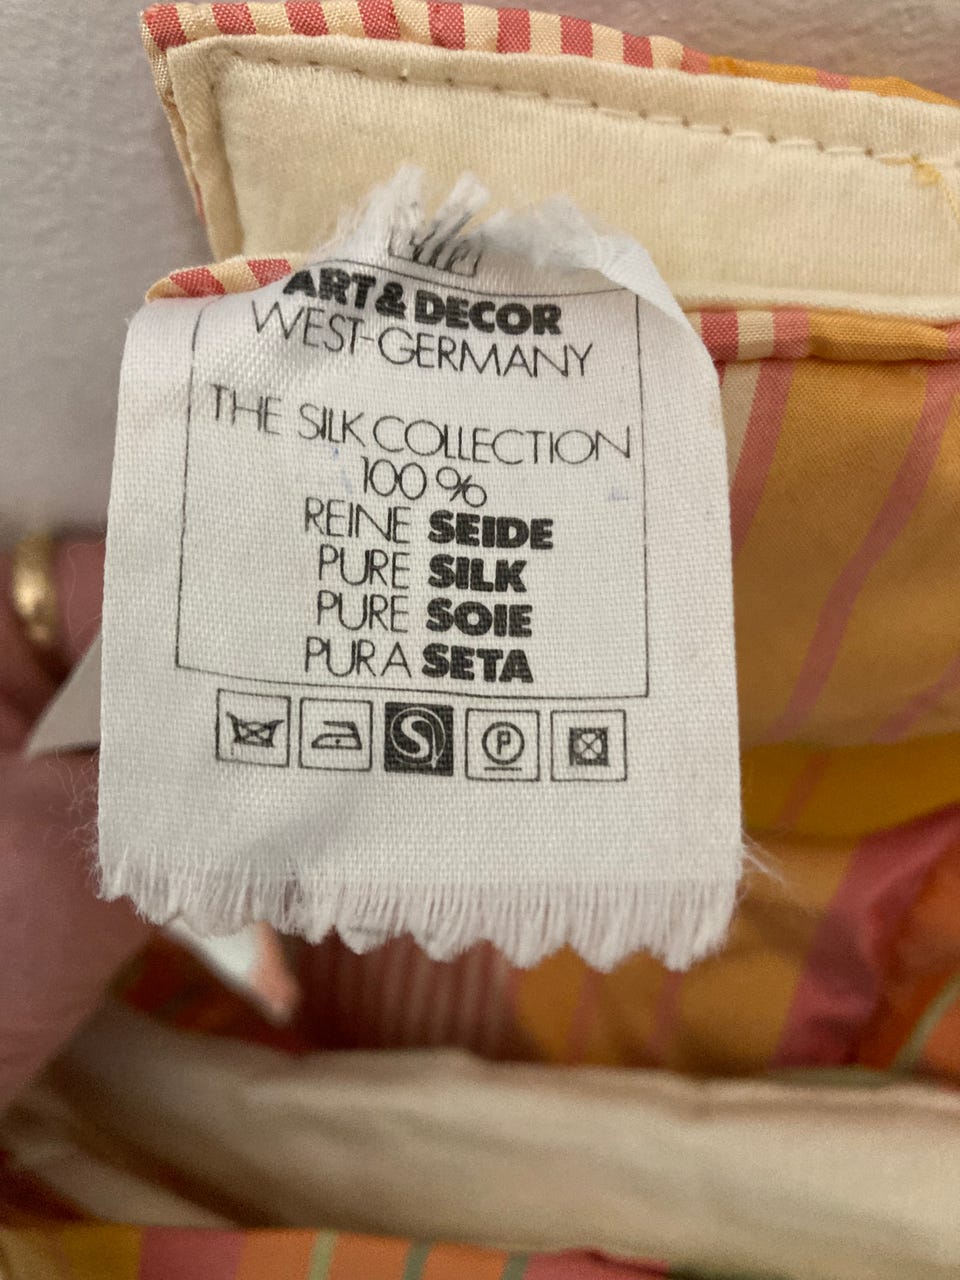 ART & DECOR
WEST-GERMANY
THE SILK COLLECTION
100 %
REINE SEIDE
PURE SILK
PURE SOIE
PURA SETA
P